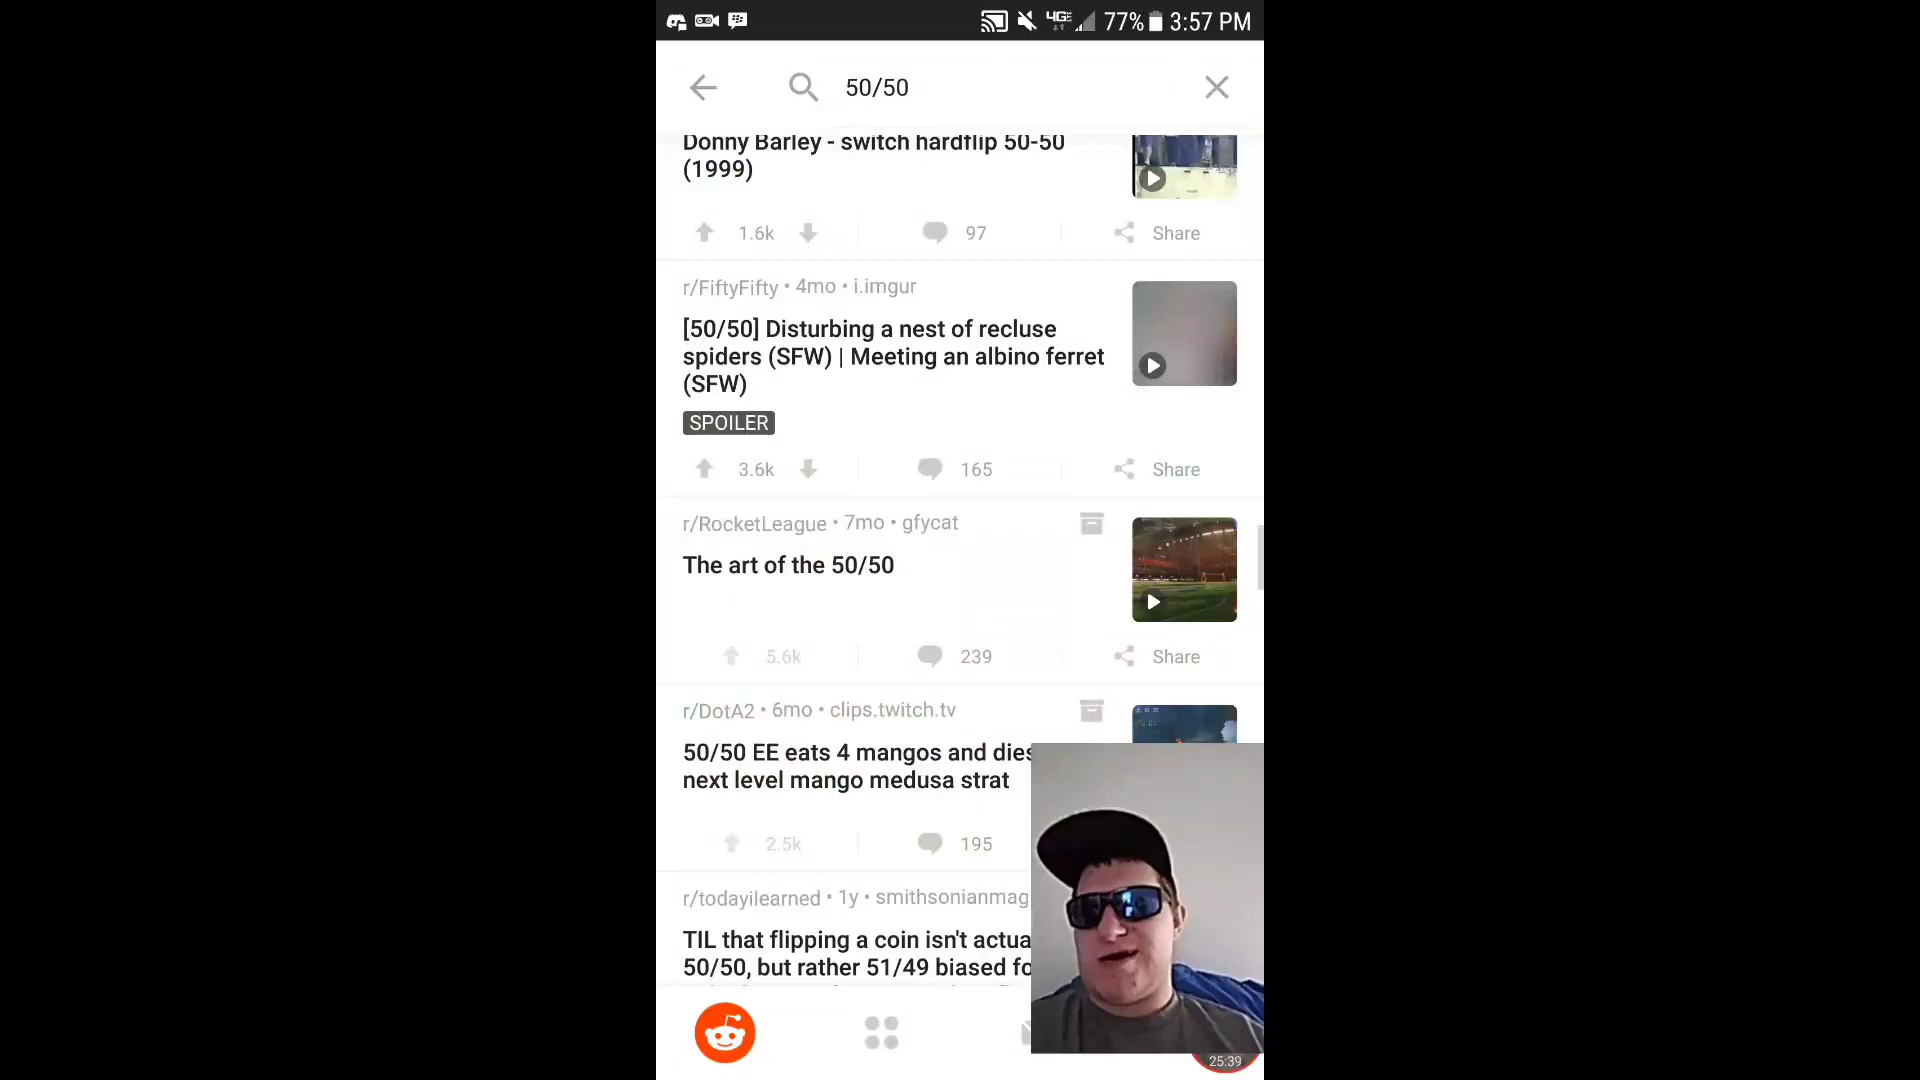 4GE 77% 3:57 PM
50/50
Donny Barley - switch hardflip 50-50
(1999)
1.6k 97 Share
r/FiftyFifty • 4mo • i.imgur
[50/50] Disturbing a nest of recluse
spiders (SFW) | Meeting an albino ferret
(SFW)
SPOILER
3.6k 165 Share
r/RocketLeague • 7mo • gfycat
The art of the 50/50
5.6k 239 Share
r/DotA2 • 6mo • clips.twitch.tv
50/50 EE eats 4 mangos and dies
next level mango medusa strat
2.5k 195
r/todayilearned • 1y • smithsonianmag
TIL that flipping a coin isn't actua
50/50, but rather 51/49 biased fo
25:39